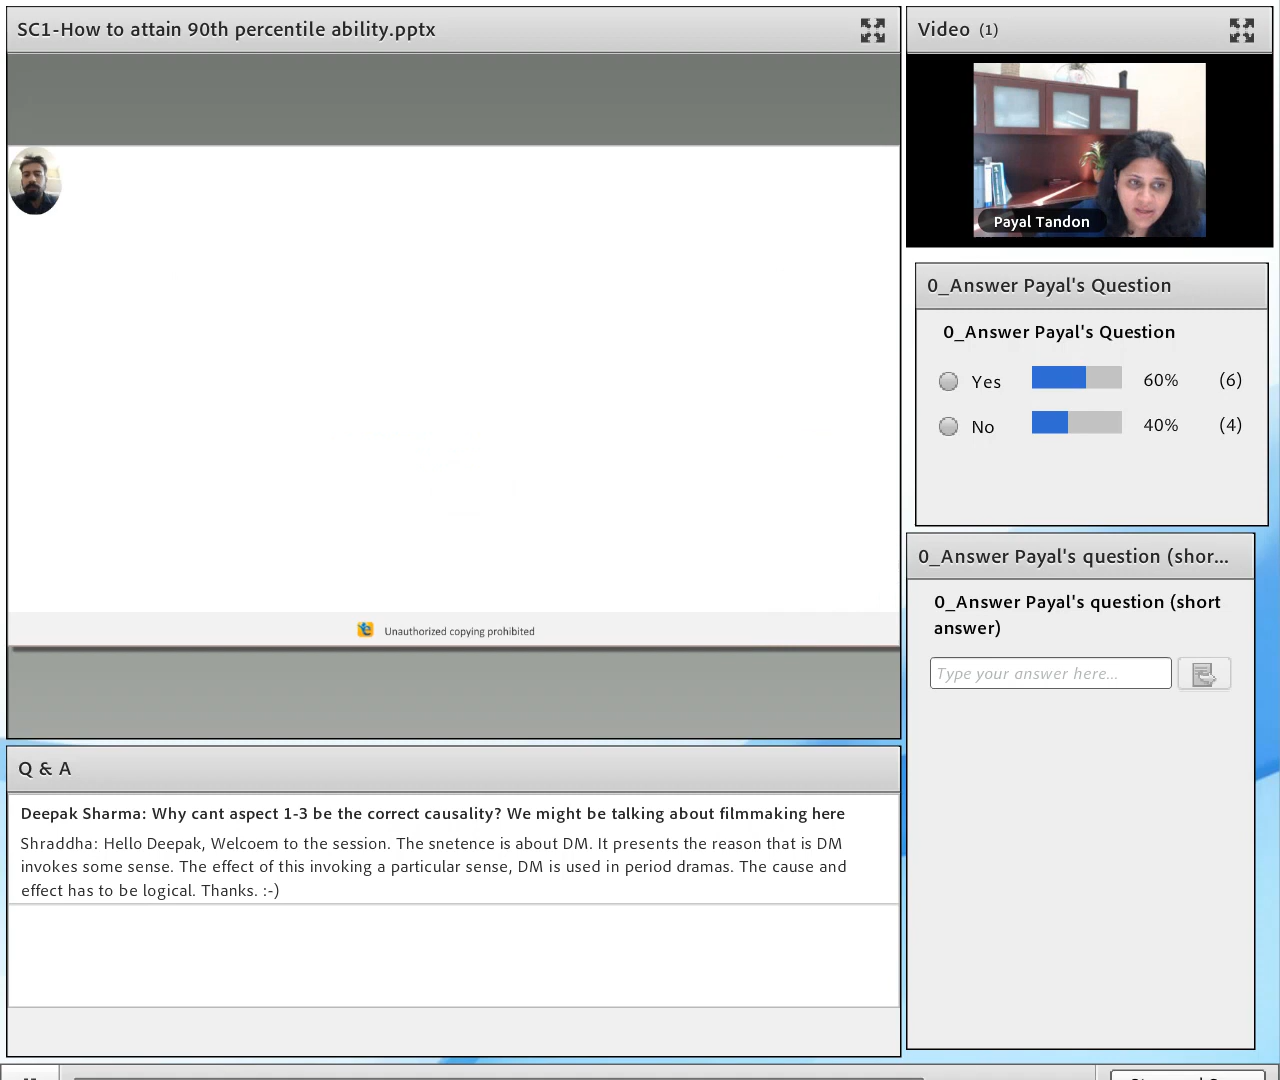 SC1-How to attain 90th percentile ability.pptx
Unauthorized copying prohibited
Q & A
Deepak Sharma: Why cant aspect 1-3 be the correct causality? We might be talking about filmmaking here
Shraddha: Hello Deepak, Welcoem to the session. The snetence is about DM. It presents the reason that is DM
invokes some sense. The effect of this invoking a particular sense, DM is used in period dramas. The cause and
effect has to be logical. Thanks. :-)
Video (1)
Payal Tandon
0_Answer Payal's Question
0_Answer Payal's Question
Yes 60% (6)
No 40% (4)
0_Answer Payal's question (shor...
0_Answer Payal's question (short
answer)
Type your answer here...